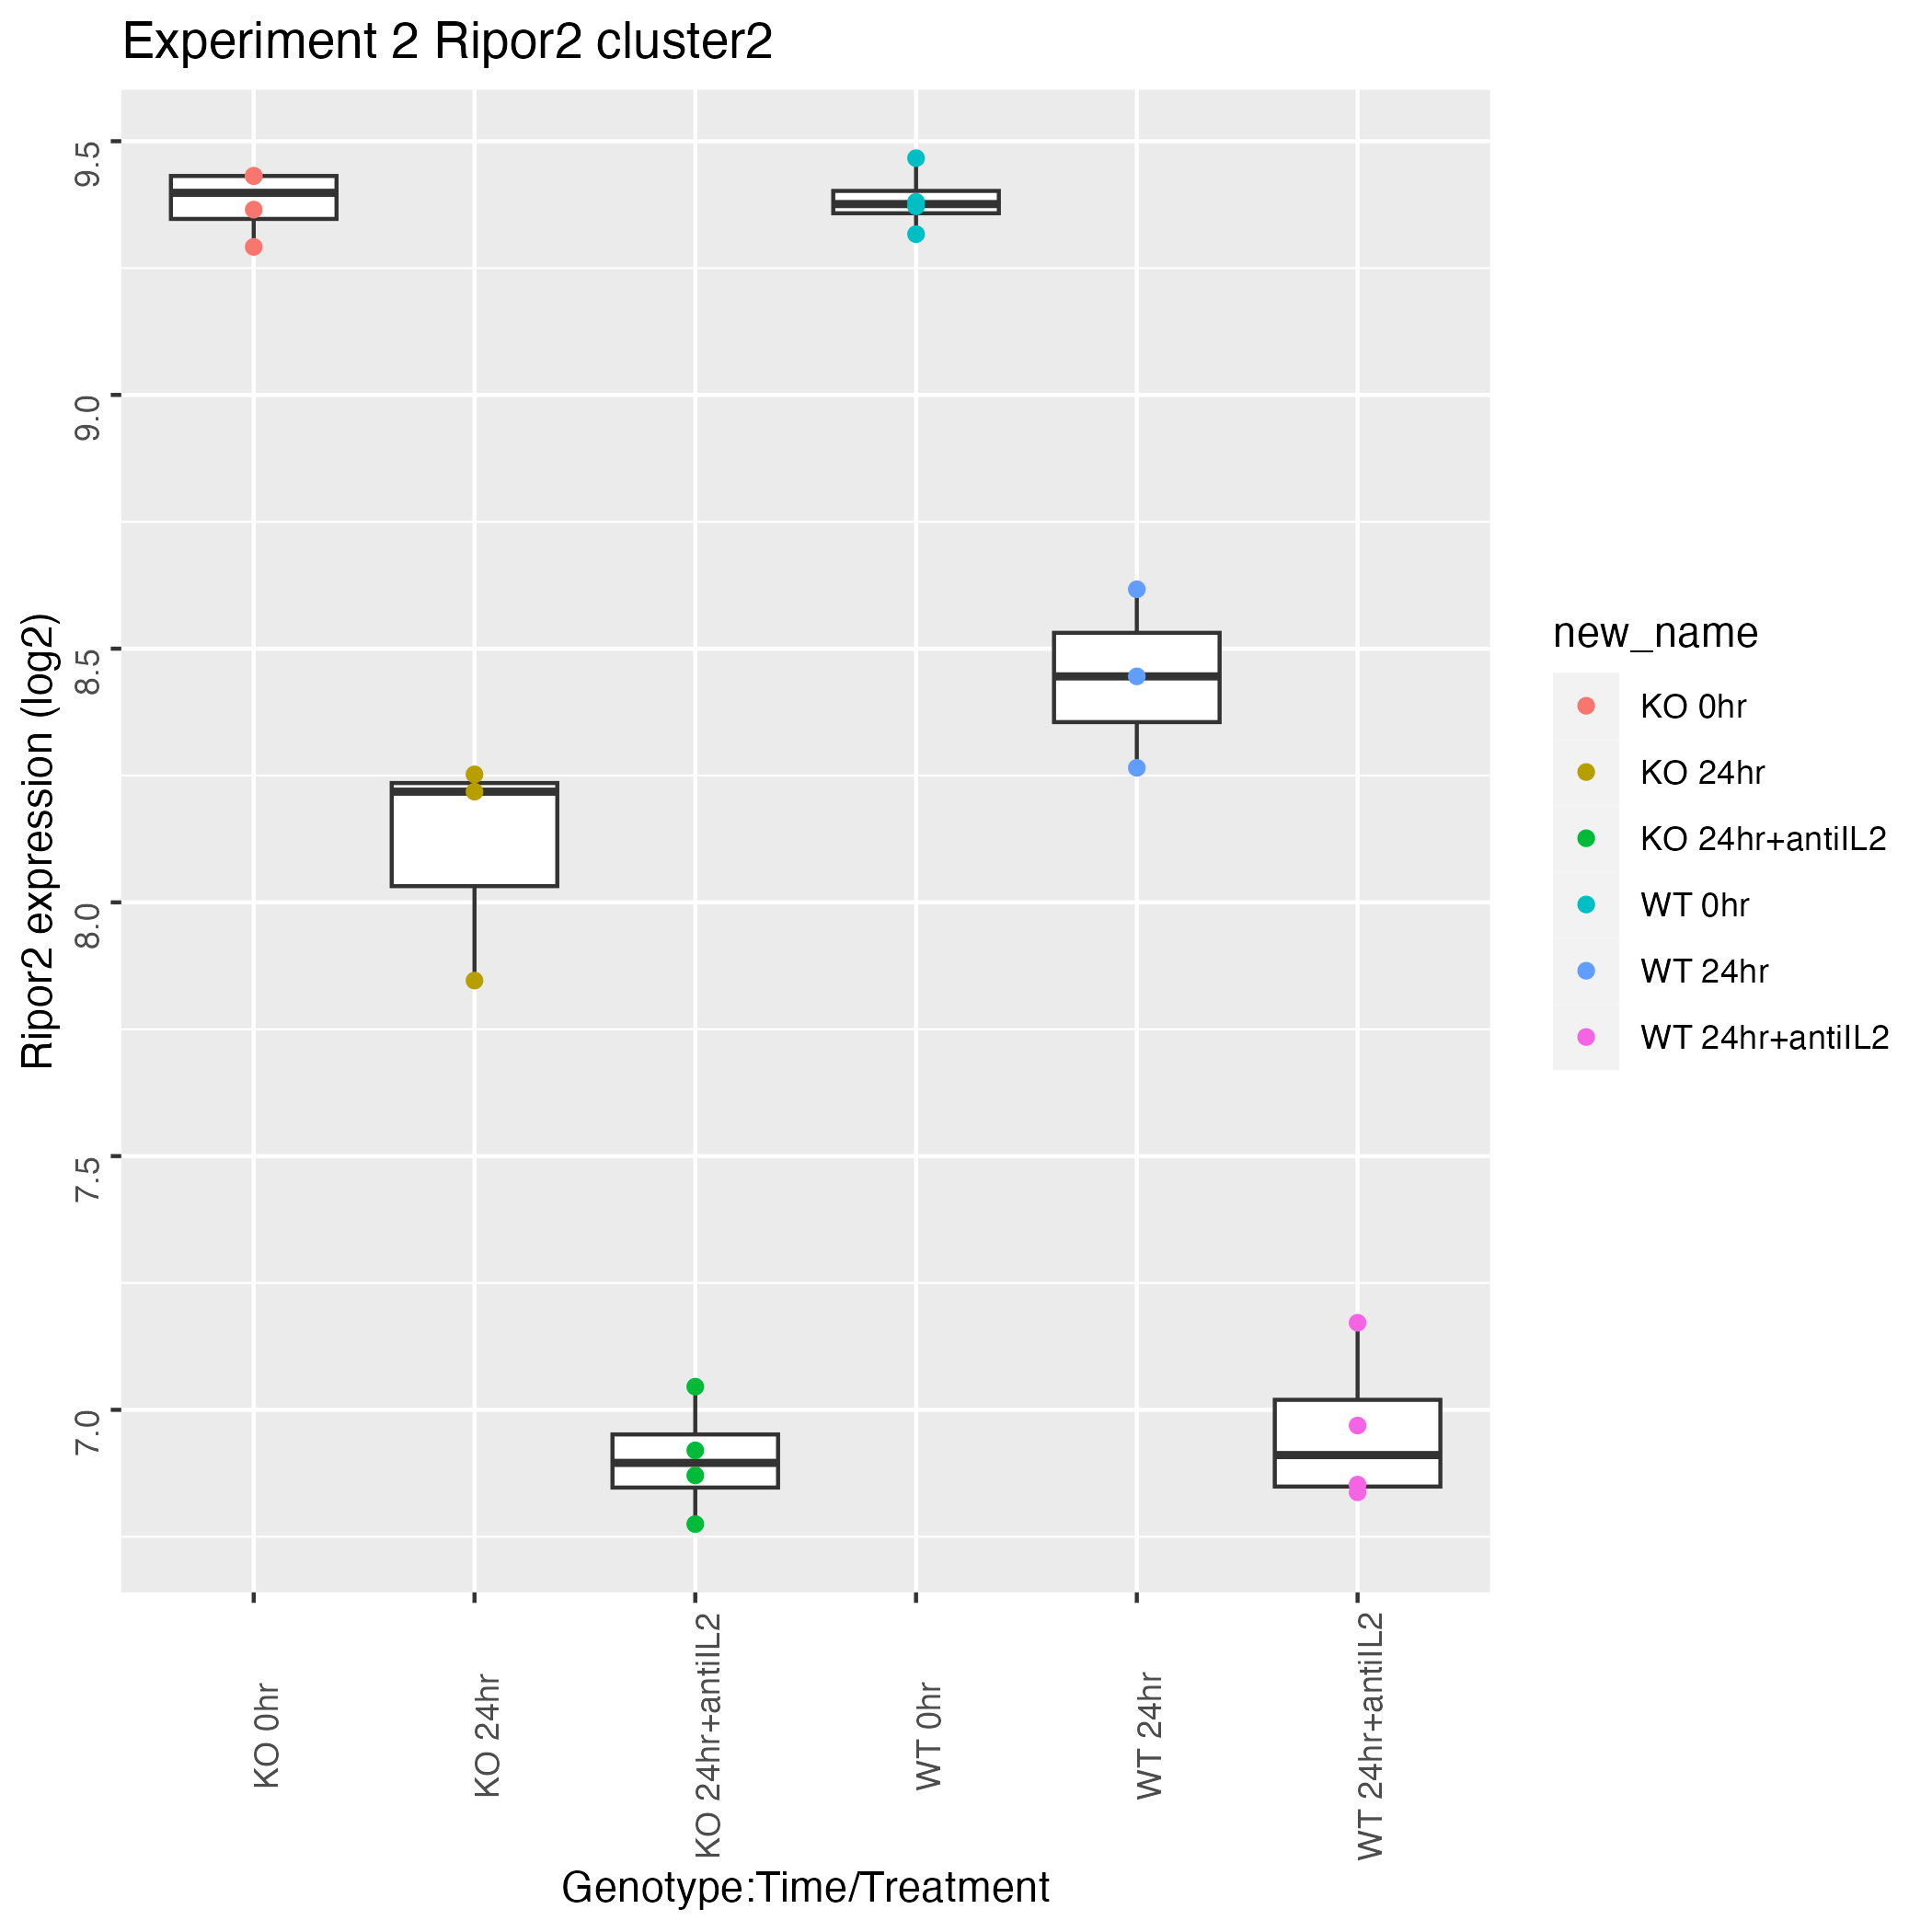 Experiment 2 Ripor2 cluster2
Ripor2 expression (log2)
9.5
9.0
8.5
8.0
7.5
7.0
KO 0hr
KO 24hr
KO 24hr+antiIL2
WT 0hr
WT 24hr
WT 24hr+antiIL2
Genotype:Time/Treatment
new_name
KO 0hr
KO 24hr
KO 24hr+antiIL2
WT 0hr
WT 24hr
WT 24hr+antiIL2